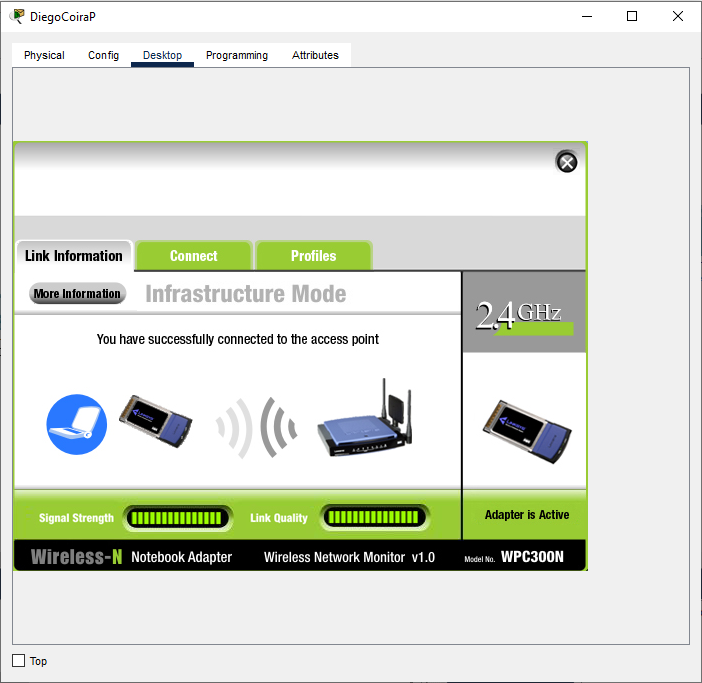 DiegoCoiraP
Physical Config Desktop Programming Attributes
Link Information Connect Profiles
More Information Infrastructure Mode
2,4GHz
You have successfully connected to the access point
Signal Strength Link Quality
Adapter is Active
Wireless-N Notebook Adapter Wireless Network Monitor v1.0 Model No. WPC300N
Top